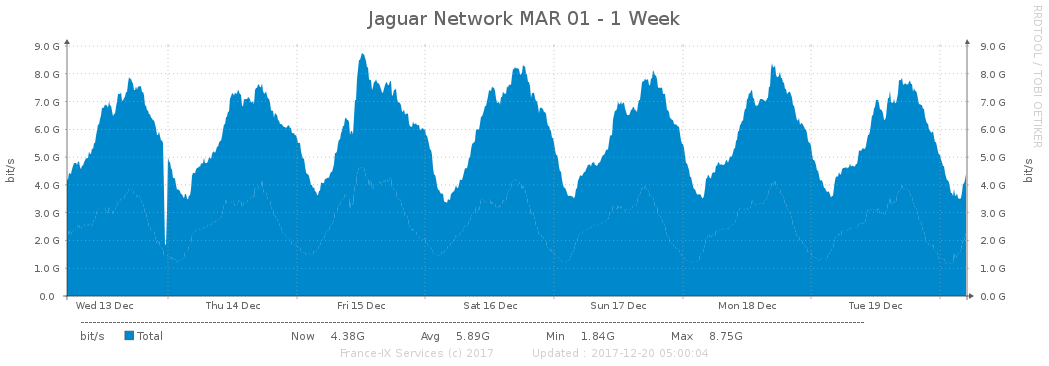 Jaguar Network MAR 01 - 1 Week
RRDTOOL / TOBI OETIKER
9.0 G 9.0 G
8.0 G 8.0 G
7.0 G 7.0 G
6.0 G 6.0 G
5.0 G 5.0 G
4.0 G 4.0 G
3.0 G 3.0 G
2.0 G 2.0 G
1.0 G 1.0 G
0.0 0.0 G
bit/s
bit/s
Wed 13 Dec Thu 14 Dec Fri 15 Dec Sat 16 Dec Sun 17 Dec Mon 18 Dec Tue 19 Dec
bit/s Total Now 4.38G Avg 5.89G Min 1.84G Max 8.75G
France-IX Services (c) 2017 Updated : 2017-12-20 05:00:04